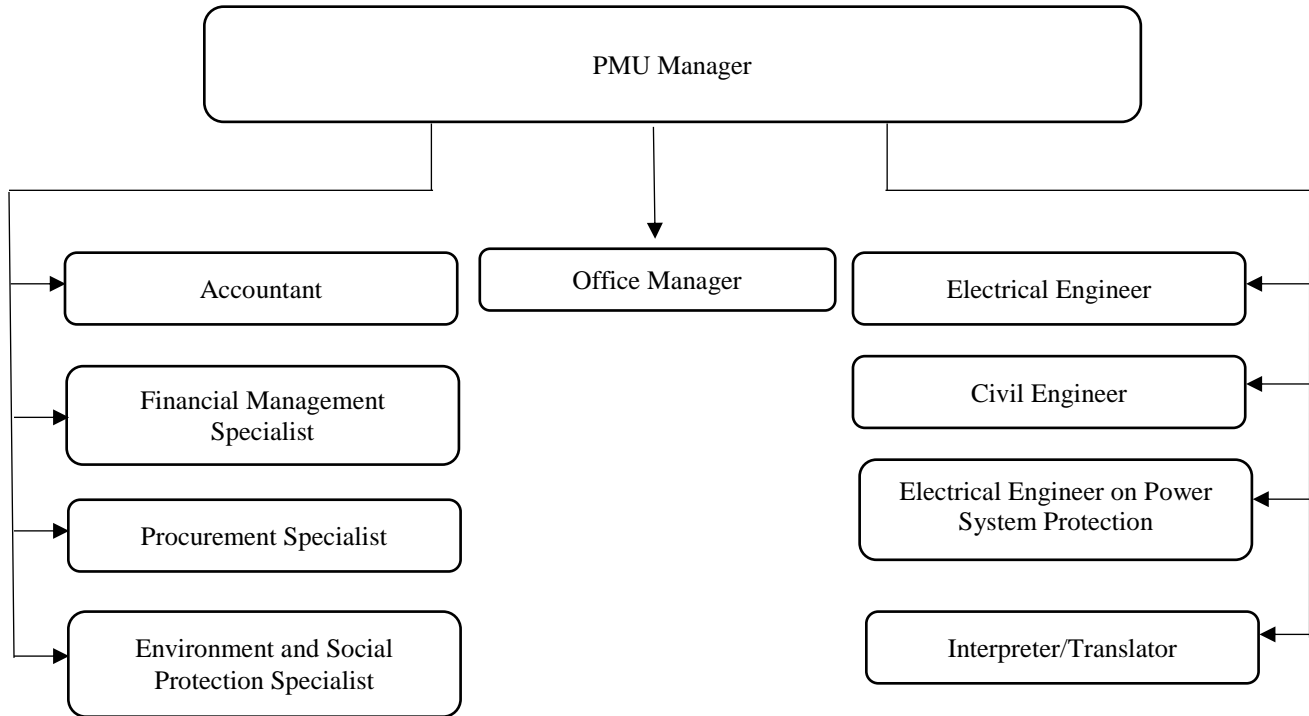 PMU Manager
Accountant
Office Manager
Electrical Engineer
Financial Management
Specialist
Civil Engineer
Procurement Specialist
Electrical Engineer on Power
System Protection
Environment and Social
Protection Specialist
Interpreter/Translator